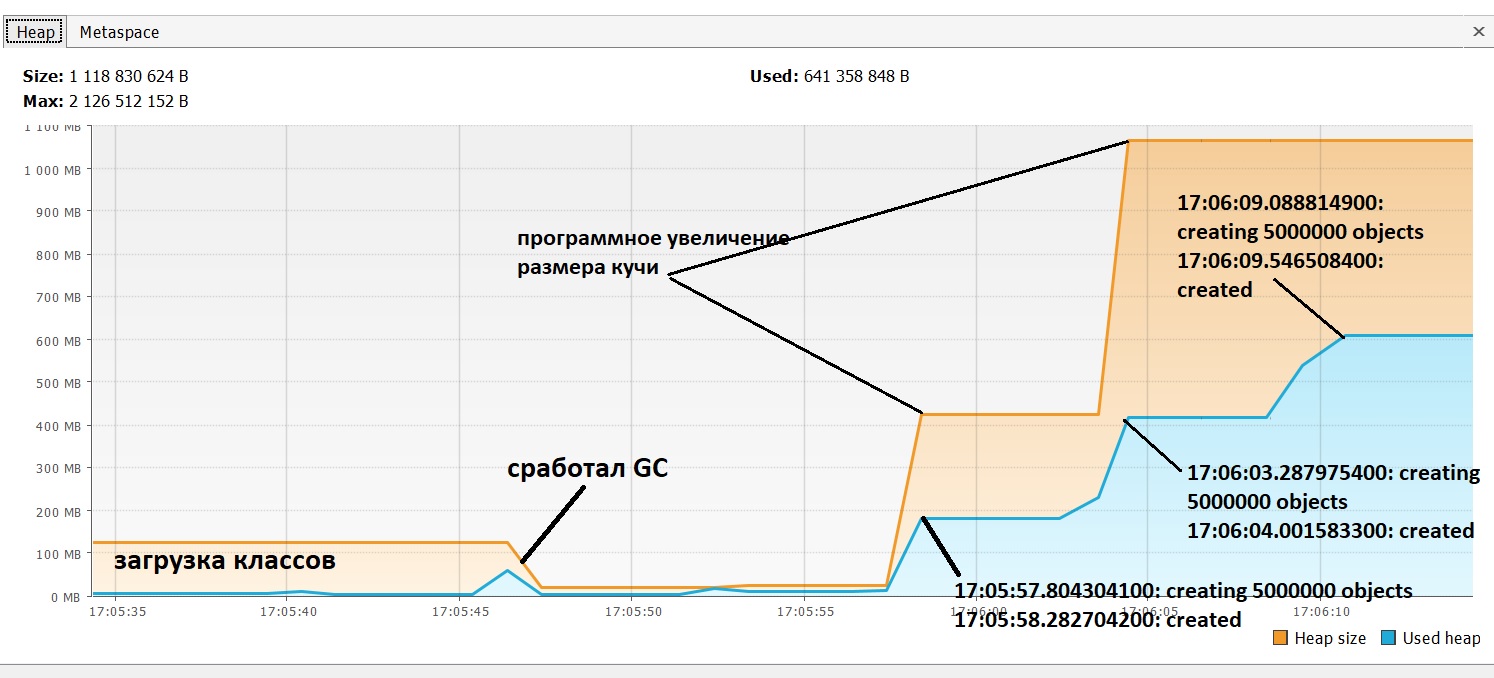 Heap Metaspace
Size: 1 118 830 624 B Used: 641 358 848 B
Max: 2 126 512 152 B
1 100 MB
1 000 MB
900 MB
800 MB
700 MB
600 MB
500 MB
400 MB
300 MB
200 MB
100 MB
0 MB
17:06:09.088814900:
creating 5000000 objects
17:06:09.546508400:
created
программное увеличение
размера кучи
сработал GC
17:06:03.287975400: creating
5000000 objects
17:06:04.001583300: created
загрузка классов
17:05:57.804304100: creating 5000000 objects
17:05:58.282704200: created
17:05:35 17:05:40 17:05:45 17:05:50 17:05:55 17:06:00 17:06:05 17:06:10
Heap size Used heap